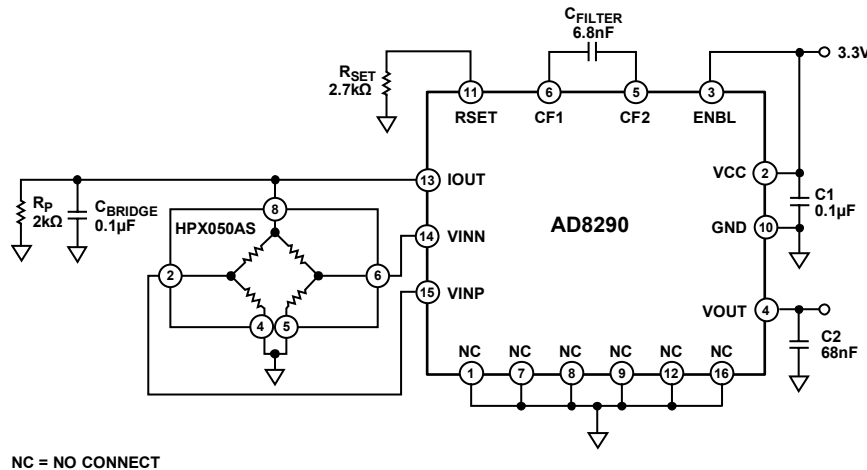 CFILTER
6.8nF
3.3V
RSET
2.7kΩ
11
6
5
3
RSET
CF1
CF2
ENBL
VCC
2
13
IOUT
C1
0.1µF
RP
2kΩ
CBRIDGE
0.1µF
8
HPX050AS
AD8290
GND
10
14
VINN
2
6
15
VINP
VOUT
4
4
5
C2
68nF
NC
NC
NC
NC
NC
NC
1
7
8
9
12
16
NC = NO CONNECT